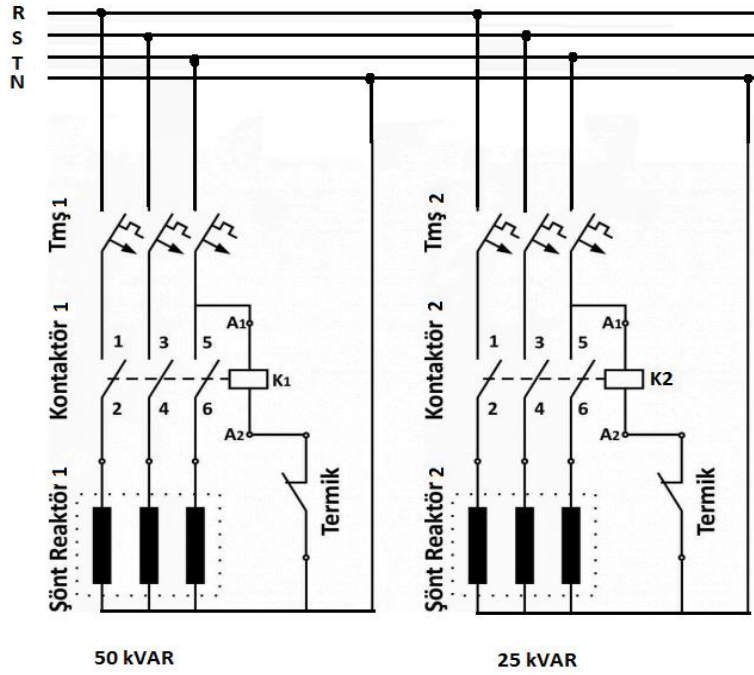 R
S
T
N
Tmş 1
Tmş 2
Kontaktör 1
1 3 5
A1
K1
2 4 6
A2
Kontaktör 2
1 3 5
A1
K2
2 4 6
A2
Şönt Reaktör 1
Termik
Şönt Reaktör 2
Termik
50 kVAR
25 kVAR